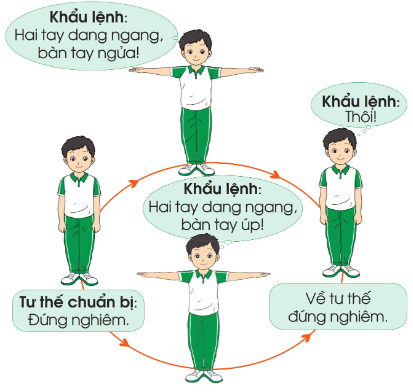 Khẩu lệnh:
Hai tay dang ngang,
bàn tay ngửa!
Khẩu lệnh:
Thôi!
Khẩu lệnh:
Hai tay dang ngang,
bàn tay úp!
Tư thế chuẩn bị:
Đứng nghiêm.
Về tư thế
đứng nghiêm.